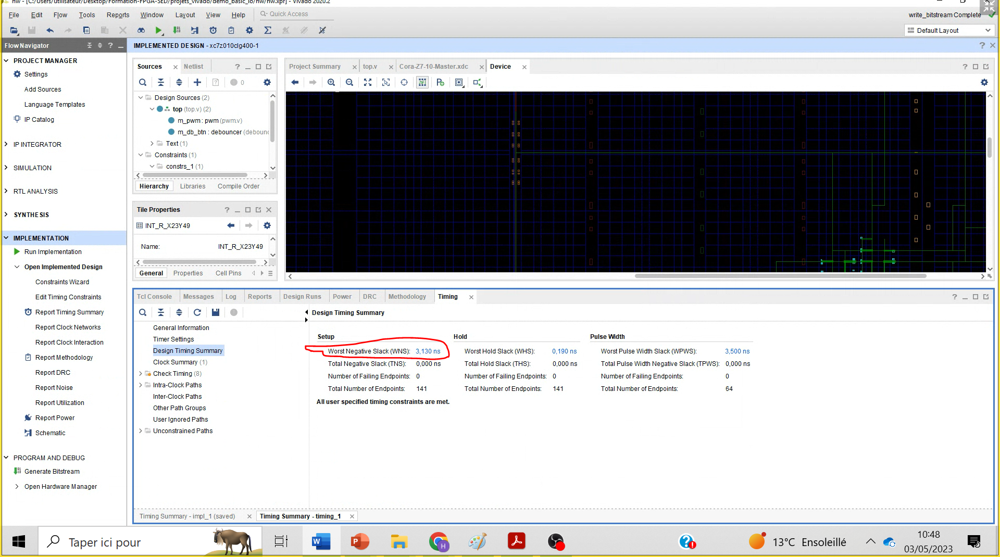 nw - [C:/Users/utilisateur/Desktop/Formation-FPGA-SED/projets_vivado/demo_basic_io/hw/hw.xpr] - Vivado 2020.2
File Edit Flow Tools Reports Window Layout View Help Quick Access
write_bitstream Complete
Default Layout
Flow Navigator
IMPLEMENTED DESIGN - xc7z010clg400-1
PROJECT MANAGER
Settings
Add Sources
Language Templates
IP Catalog
IP INTEGRATOR
SIMULATION
RTL ANALYSIS
SYNTHESIS
IMPLEMENTATION
Run Implementation
Open Implemented Design
Constraints Wizard
Edit Timing Constraints
Report Timing Summary
Report Clock Networks
Report Clock Interaction
Report Methodology
Report DRC
Report Noise
Report Utilization
Report Power
Schematic
PROGRAM AND DEBUG
Generate Bitstream
Open Hardware Manager
Sources Netlist
0
Design Sources (2)
top (top.v) (2)
m_pwm : pwm (pwm.v)
m_db_btn : debouncer (debounc
Text (1)
Constraints (1)
constrs_1 (1)
Hierarchy Libraries Compile Order
Tile Properties
INT_R_X23Y49
Name: INT_R_X23Y49
General Properties Cell Pins
Project Summary top.v Cora-Z7-10-Master.xdc Device
Tcl Console Messages Log Reports Design Runs Power DRC Methodology Timing
General Information
Timer Settings
Design Timing Summary
Clock Summary (1)
Check Timing (8)
Intra-Clock Paths
Inter-Clock Paths
Other Path Groups
User Ignored Paths
Unconstrained Paths
Design Timing Summary
Setup Hold Pulse Width
Worst Negative Slack (WNS): 3,130 ns Worst Hold Slack (WHS): 0,190 ns Worst Pulse Width Slack (WPWS): 3,500 ns
Total Negative Slack (TNS): 0,000 ns Total Hold Slack (THS): 0,000 ns Total Pulse Width Negative Slack (TPWS): 0,000 ns
Number of Failing Endpoints: 0 Number of Failing Endpoints: 0 Number of Failing Endpoints: 0
Total Number of Endpoints: 141 Total Number of Endpoints: 141 Total Number of Endpoints: 64
All user specified timing constraints are met.
Timing Summary - impl_1 (saved) Timing Summary - timing_1
Taper ici pour
13°C Ensoleillé
10:48
03/05/2023